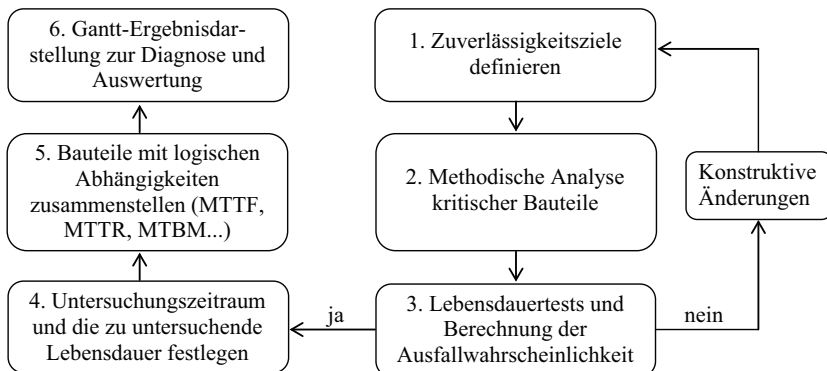 1. Zuverlässigkeitsziele
definieren
2. Methodische Analyse
kritischer Bauteile
3. Lebensdauertests und
Berechnung der
Ausfallwahrscheinlichkeit
nein
Konstruktive
Änderungen
ja
4. Untersuchungszeitraum
und die zu untersuchende
Lebensdauer festlegen
5. Bauteile mit logischen
Abhängigkeiten
zusammenstellen (MTTF,
MTTR, MTBM...)
6. Gantt-Ergebnisdar-
stellung zur Diagnose und
Auswertung